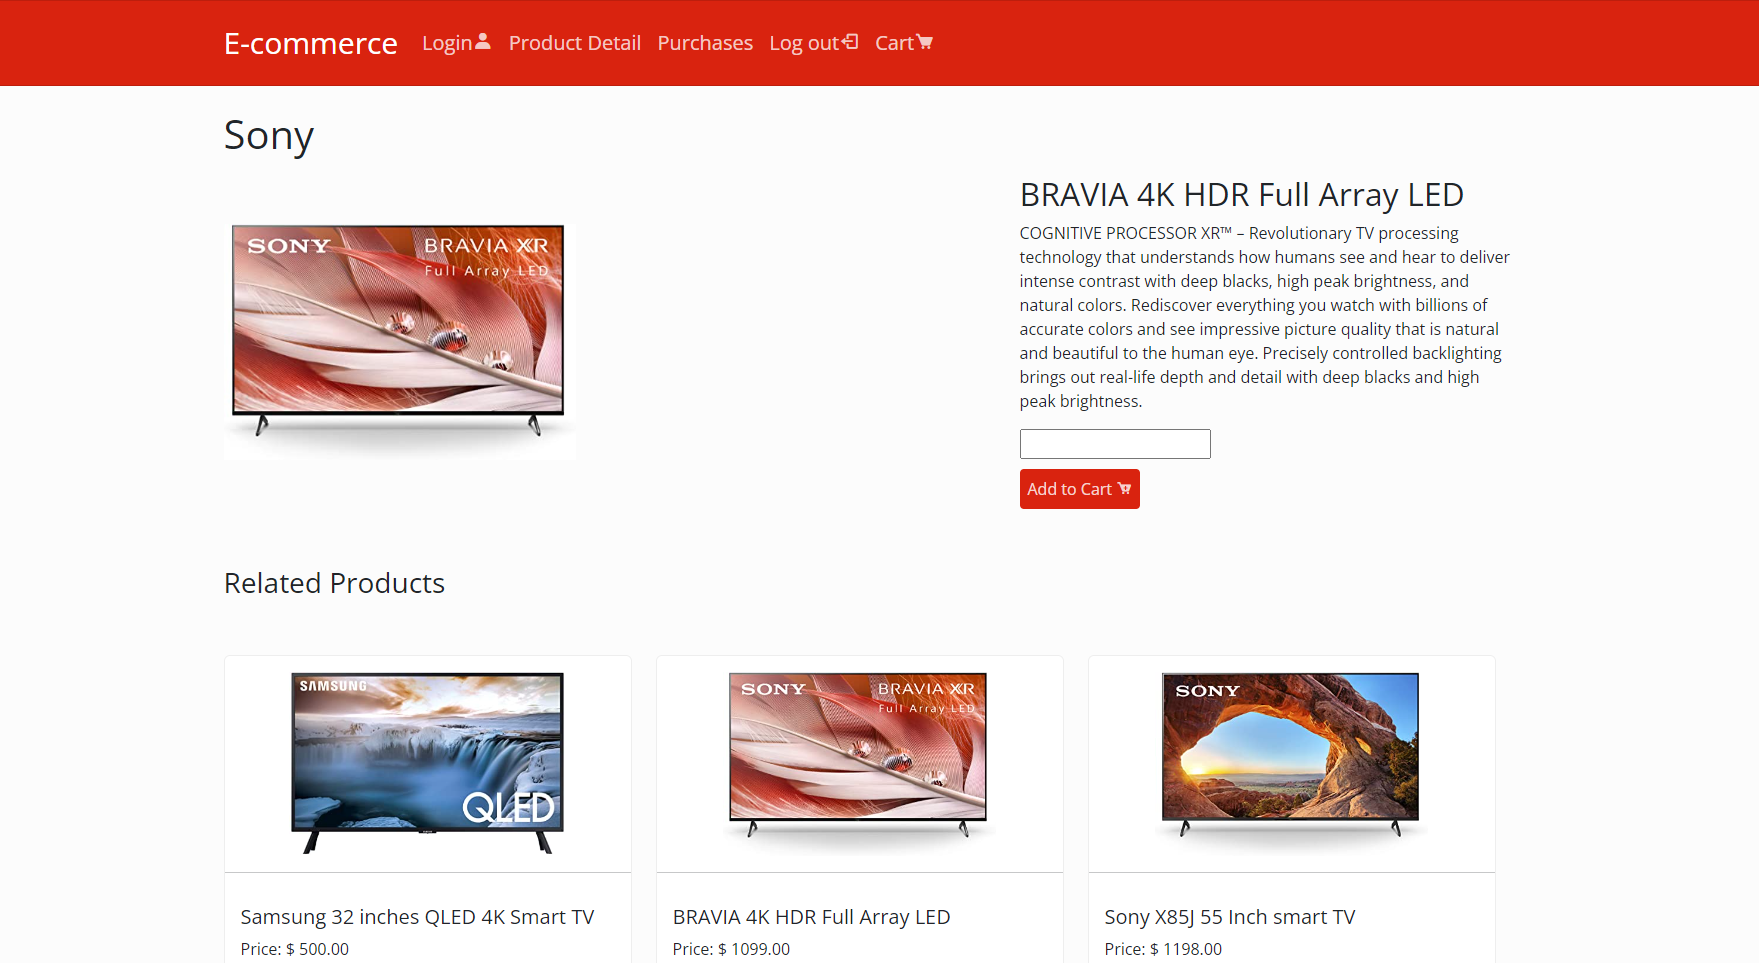 E-commerce Login Product Detail Purchases Log out Cart
Sony
SONY BRAVIA XR
Full Array LED
BRAVIA 4K HDR Full Array LED
COGNITIVE PROCESSOR XR™ – Revolutionary TV processing
technology that understands how humans see and hear to deliver
intense contrast with deep blacks, high peak brightness, and
natural colors. Rediscover everything you watch with billions of
accurate colors and see impressive picture quality that is natural
and beautiful to the human eye. Precisely controlled backlighting
brings out real-life depth and detail with deep blacks and high
peak brightness.
Add to Cart
Related Products
SAMSUNG
QLED
Samsung 32 inches QLED 4K Smart TV
Price: $ 500.00
SONY BRAVIA XR
Full Array LED
BRAVIA 4K HDR Full Array LED
Price: $ 1099.00
SONY
Sony X85J 55 Inch smart TV
Price: $ 1198.00